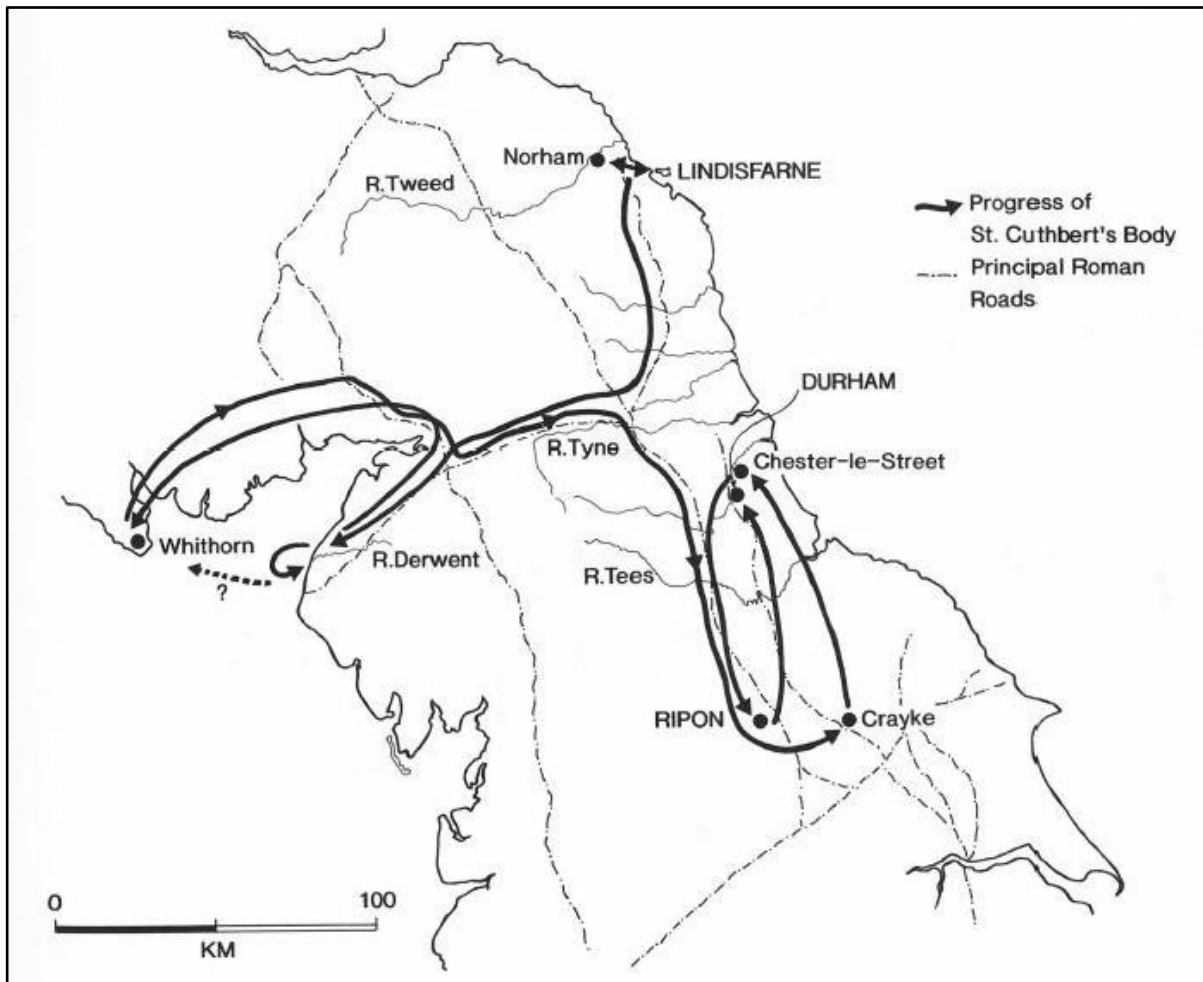 Norham
LINDISFARNE
R.Tweed
Progress of
St. Cuthbert's Body
Principal Roman
Roads
DURHAM
Chester-le-Street
R.Tyne
Whithorn
R.Derwent
?
R.Tees
RIPON
Crayke
0
100
KM